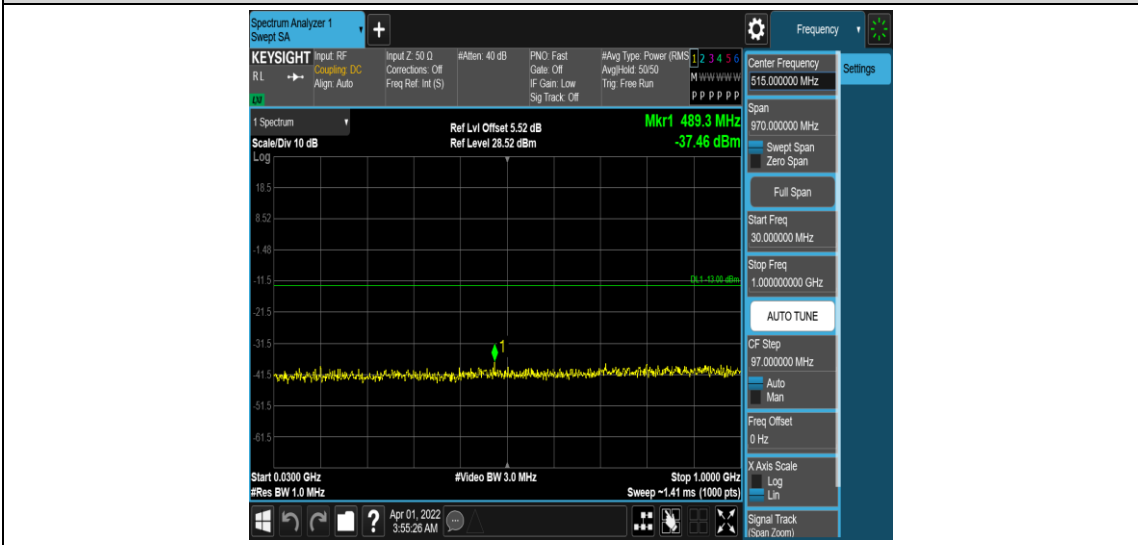 Spectrum Analyzer 1
Swept SA
+
Frequency
KEYSIGHT
Input: RF
Input Z: 50 Ω
#Atten: 40 dB
PNO: Fast
#Avg Type: Power (RMS
1 2 3 4 5 6
RL
Coupling: DC
Corrections: Off
Gate: Off
Avg|Hold: 50/50
M W W W W W
Align: Auto
Freq Ref: Int (S)
IF Gain: Low
Trig: Free Run
P P P P P P
Sig Track: Off
LXI
1 Spectrum
Ref Lvl Offset 5.52 dB
Mkr1 489.3 MHz
Scale/Div 10 dB
Ref Level 28.52 dBm
-37.46 dBm
Log
18.5
8.52
-1.48
-11.5
DL1 -13.00 dBm
-21.5
-31.5
1
-41.5
-51.5
-61.5
Start 0.0300 GHz
#Video BW 3.0 MHz
Stop 1.0000 GHz
#Res BW 1.0 MHz
Sweep ~1.41 ms (1000 pts)
Center Frequency
515.000000 MHz
Settings
Span
970.000000 MHz
Swept Span
Zero Span
Full Span
Start Freq
30.000000 MHz
Stop Freq
1.000000000 GHz
AUTO TUNE
CF Step
97.000000 MHz
Auto
Man
Freq Offset
0 Hz
X Axis Scale
Log
Lin
Signal Track
(Span Zoom)
?
Apr 01, 2022
3:55:26 AM